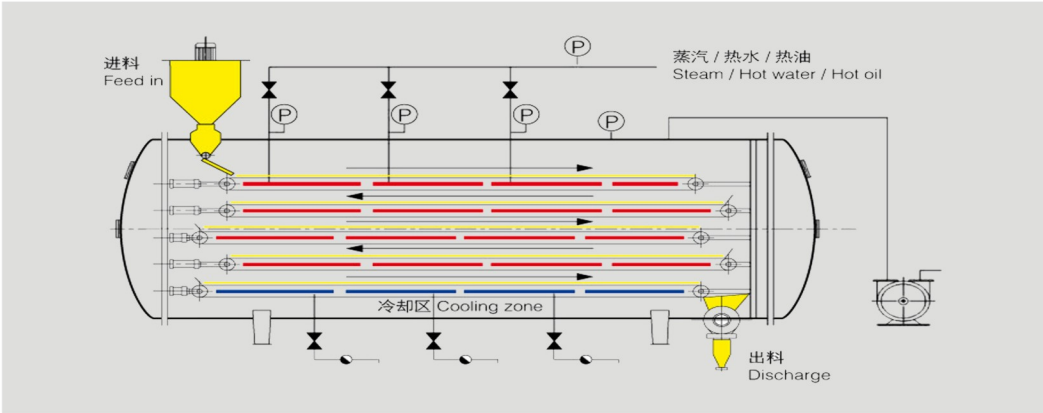 进料
Feed in
P
蒸汽 / 热水 / 热油
Steam / Hot water / Hot oil
P
P
P
P
冷却区 Cooling zone
出料
Discharge